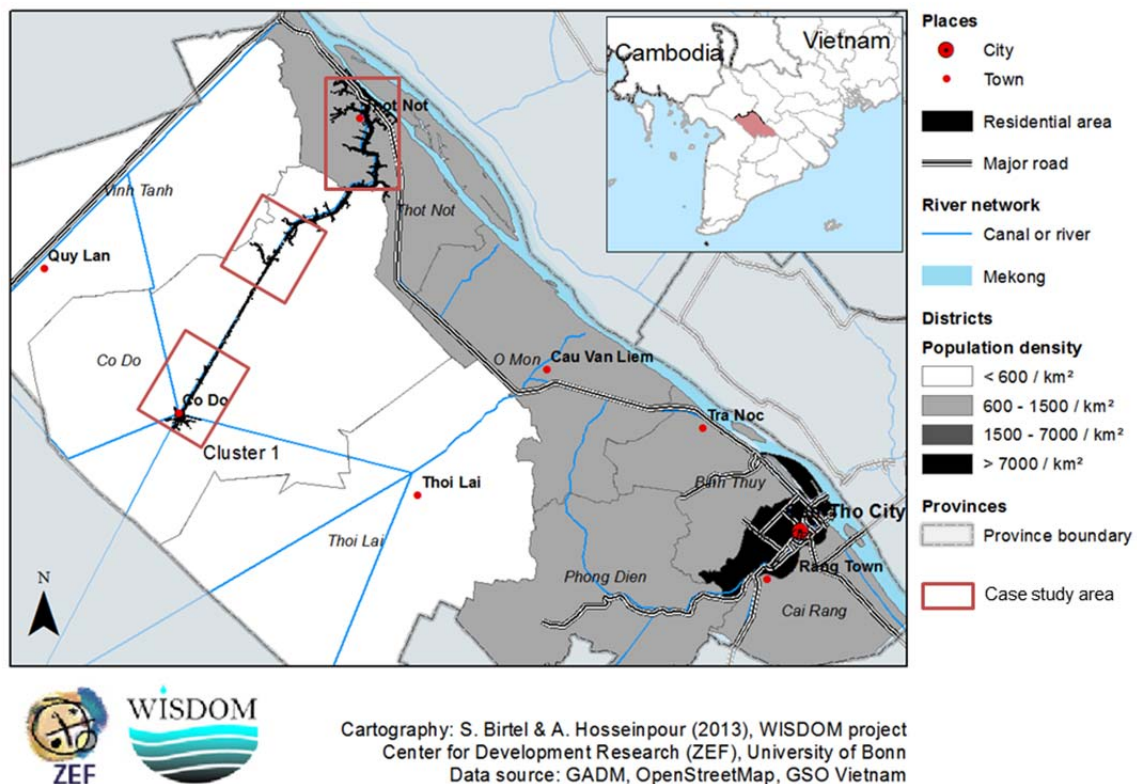 Cambodia
Vietnam
Thot Not
Vinh Tanh
Thot Not
Quy Lan
Co Do
O Mon
Cau Van Liem
Co Do
Tra Noc
Cluster 1
Thoi Lai
Binh Thuy
Tho City
Thoi Lai
Rang Town
Phong Dien
Cai Rang
N
Places
City
Town
Residential area
Major road
River network
Canal or river
Mekong
Districts
Population density
< 600 / km²
600 - 1500 / km²
1500 - 7000 / km²
> 7000 / km²
Provinces
Province boundary
Case study area
ZEF
WISDOM
Cartography: S. Birtel & A. Hosseinpour (2013), WISDOM project
Center for Development Research (ZEF), University of Bonn
Data source: GADM, OpenStreetMap, GSO Vietnam